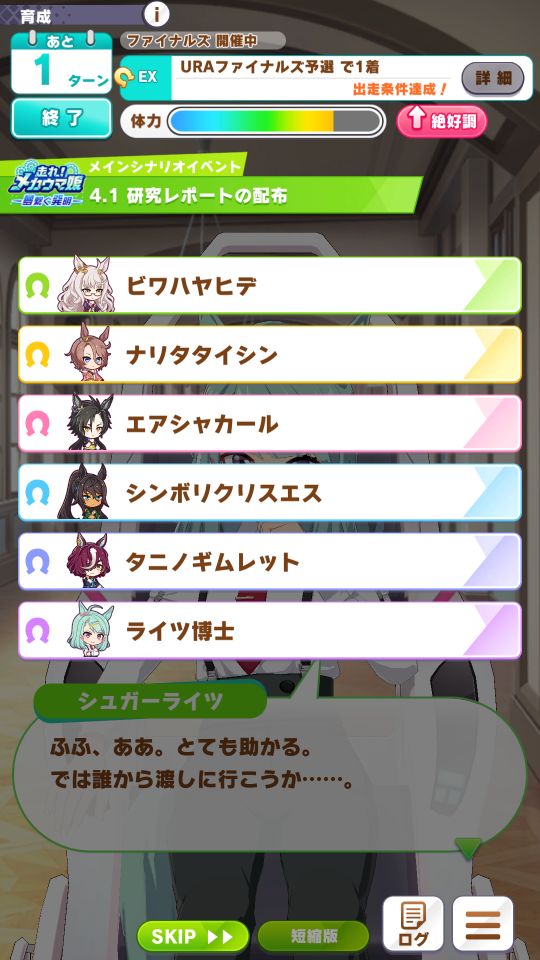 育成
i
あと
1
ターン
ファイナルズ 開催中
EX
URAファイナルズ予選 で1着
出走条件達成!
詳細
終了
体力
絶好調
走れ!
メカウマ娘
メインシナリオイベント
4.1 研究レポートの配布
ビワハヤヒデ
ナリタタイシン
エアシャカール
シンボリクリスエス
タニノギムレット
ライツ博士
シュガーライツ
ふふ、ああ。とても助かる。
では誰から渡しに行こうか……。
SKIP
短縮版
ログ